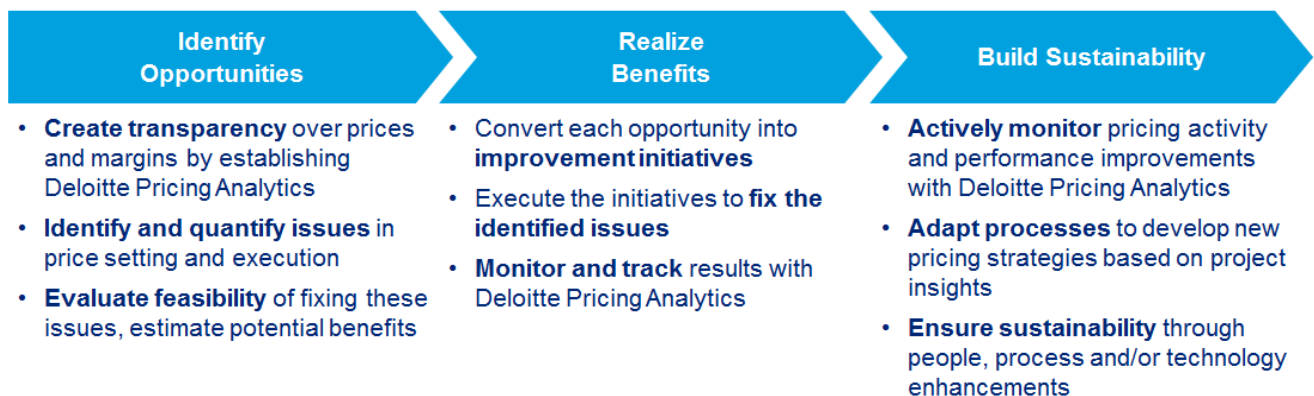 Identify
Opportunities
Realize
Benefits
Build Sustainability
• Create transparency over prices
and margins by establishing
Deloitte Pricing Analytics
• Identify and quantify issues in
price setting and execution
• Evaluate feasibility of fixing these
issues, estimate potential benefits
• Convert each opportunity into
improvement initiatives
• Execute the initiatives to fix the
identified issues
• Monitor and track results with
Deloitte Pricing Analytics
• Actively monitor pricing activity
and performance improvements
with Deloitte Pricing Analytics
• Adapt processes to develop new
pricing strategies based on project
insights
• Ensure sustainability through
people, process and/or technology
enhancements